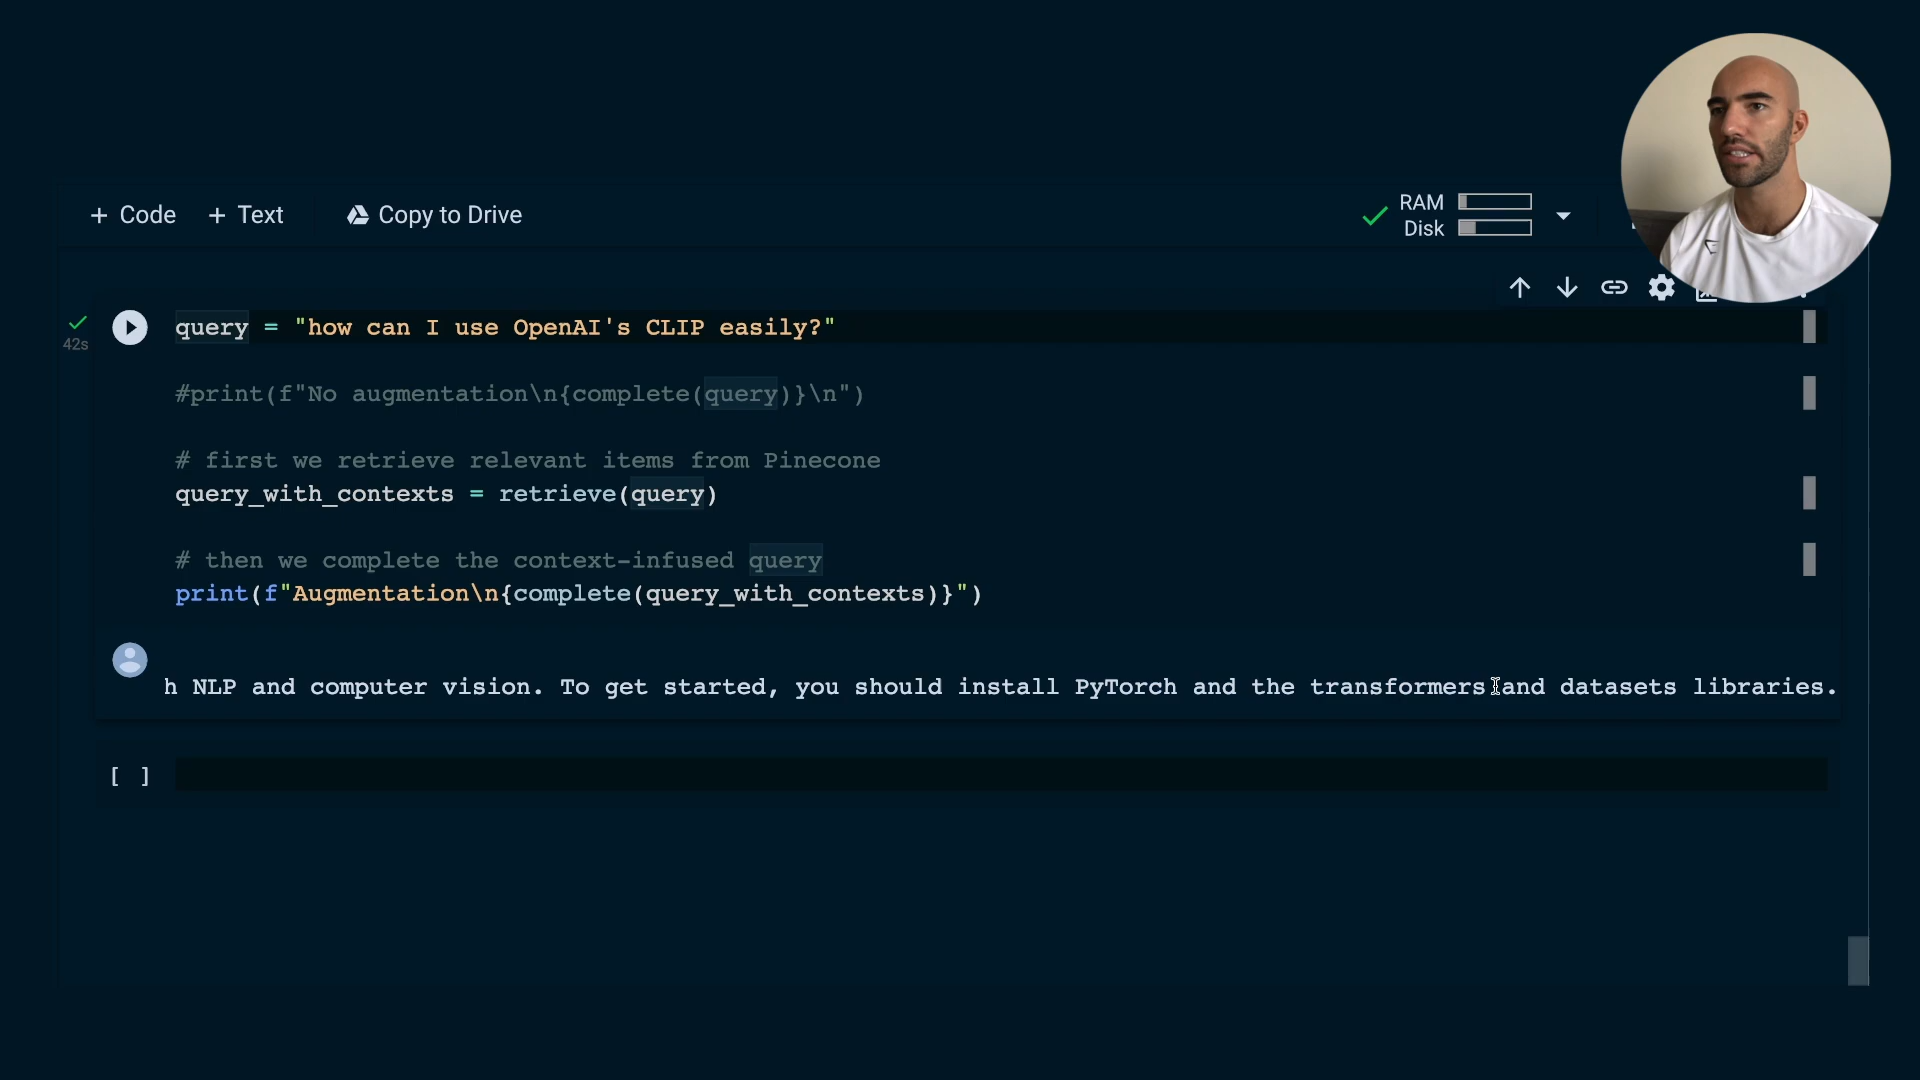 + Code + Text Copy to Drive
RAM
Disk
42s
query = "how can I use OpenAI's CLIP easily?"
#print(f"No augmentation\n{complete(query)}\n")
# first we retrieve relevant items from Pinecone
query_with_contexts = retrieve(query)
# then we complete the context-infused query
print(f"Augmentation\n{complete(query_with_contexts)}")
h NLP and computer vision. To get started, you should install PyTorch and the transformers and datasets libraries.
[ ]